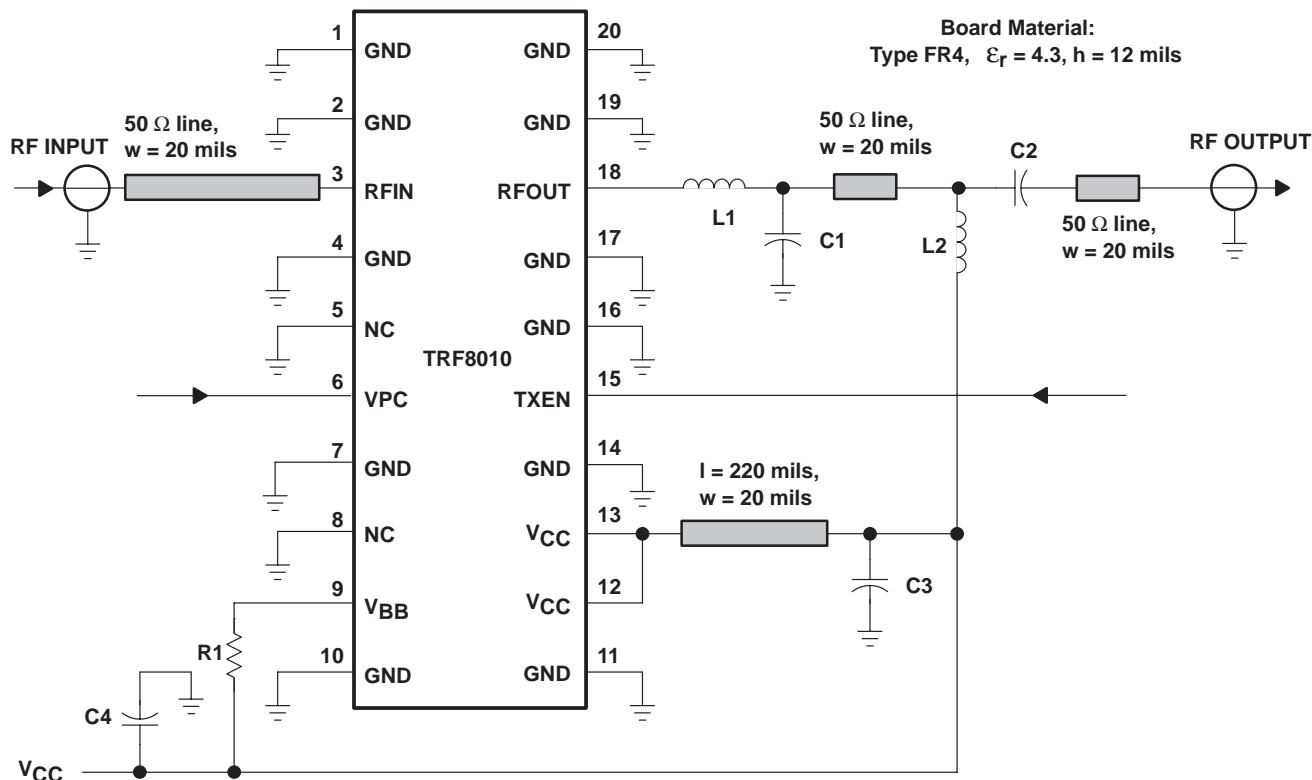 Board Material:
Type FR4, εr = 4.3, h = 12 mils
RF INPUT
50 Ω line,
w = 20 mils
1
GND
2
GND
3
RFIN
4
GND
5
NC
6
VPC
7
GND
8
NC
9
VBB
10
GND
TRF8010
20
GND
19
GND
18
RFOUT
17
GND
16
GND
15
TXEN
14
GND
13
VCC
12
VCC
11
GND
L1
C1
50 Ω line,
w = 20 mils
L2
C2
50 Ω line,
w = 20 mils
RF OUTPUT
l = 220 mils,
w = 20 mils
C3
R1
C4
VCC